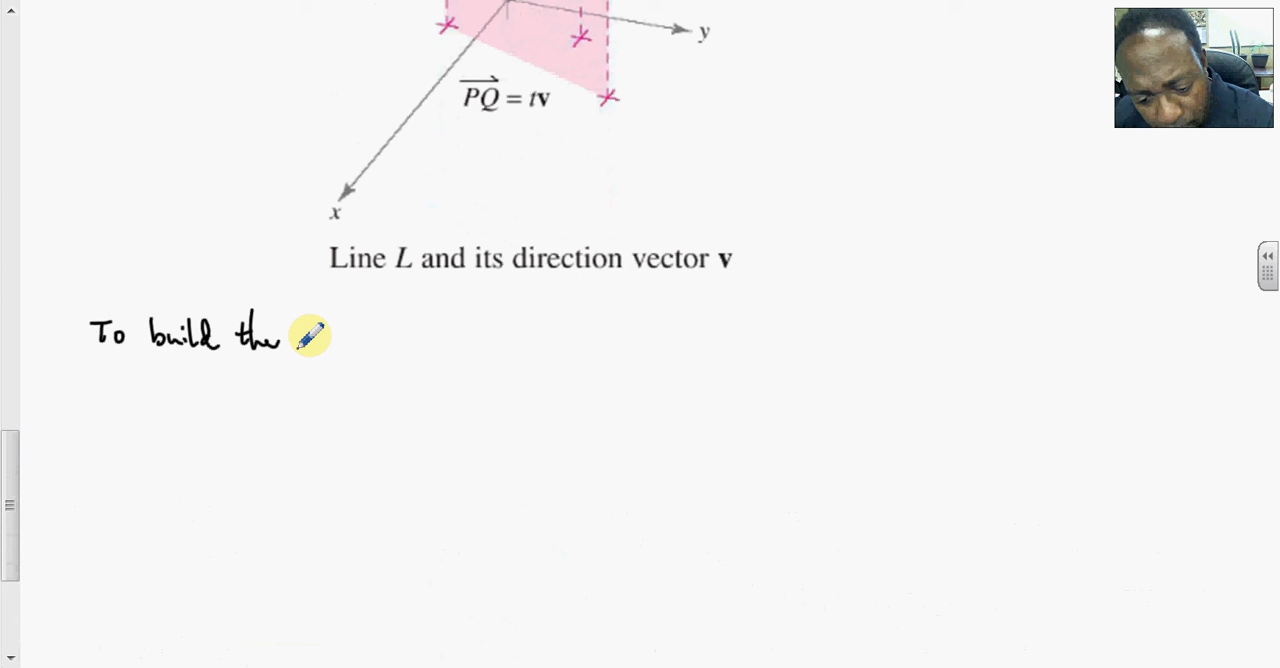 y
PQ = tv
x
Line L and its direction vector v
To build the